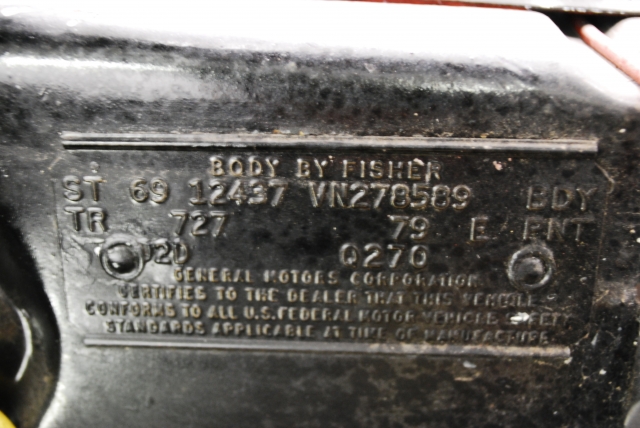 BODY BY FISHER
ST 69 12437 VN278589 BDY
TR 727 79 E PNT
02D Q270
GENERAL MOTORS CORPORATION
CERTIFIES TO THE DEALER THAT THIS VEHICLE
CONFORMS TO ALL U.S. FEDERAL MOTOR VEHICLE SAFETY
STANDARDS APPLICABLE AT TIME OF MANUFACTURE